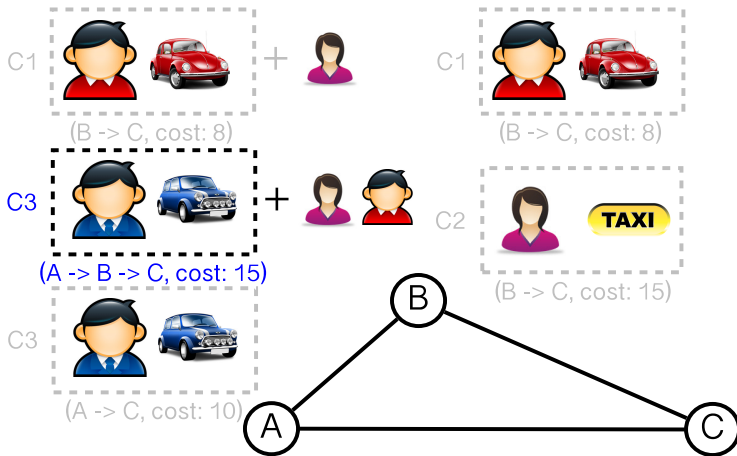 C1
+
(B -> C, cost: 8)
C1
(B -> C, cost: 8)
C3
+
(A -> B -> C, cost: 15)
C2
TAXI
(B -> C, cost: 15)
C3
(A -> C, cost: 10)
B
A
C